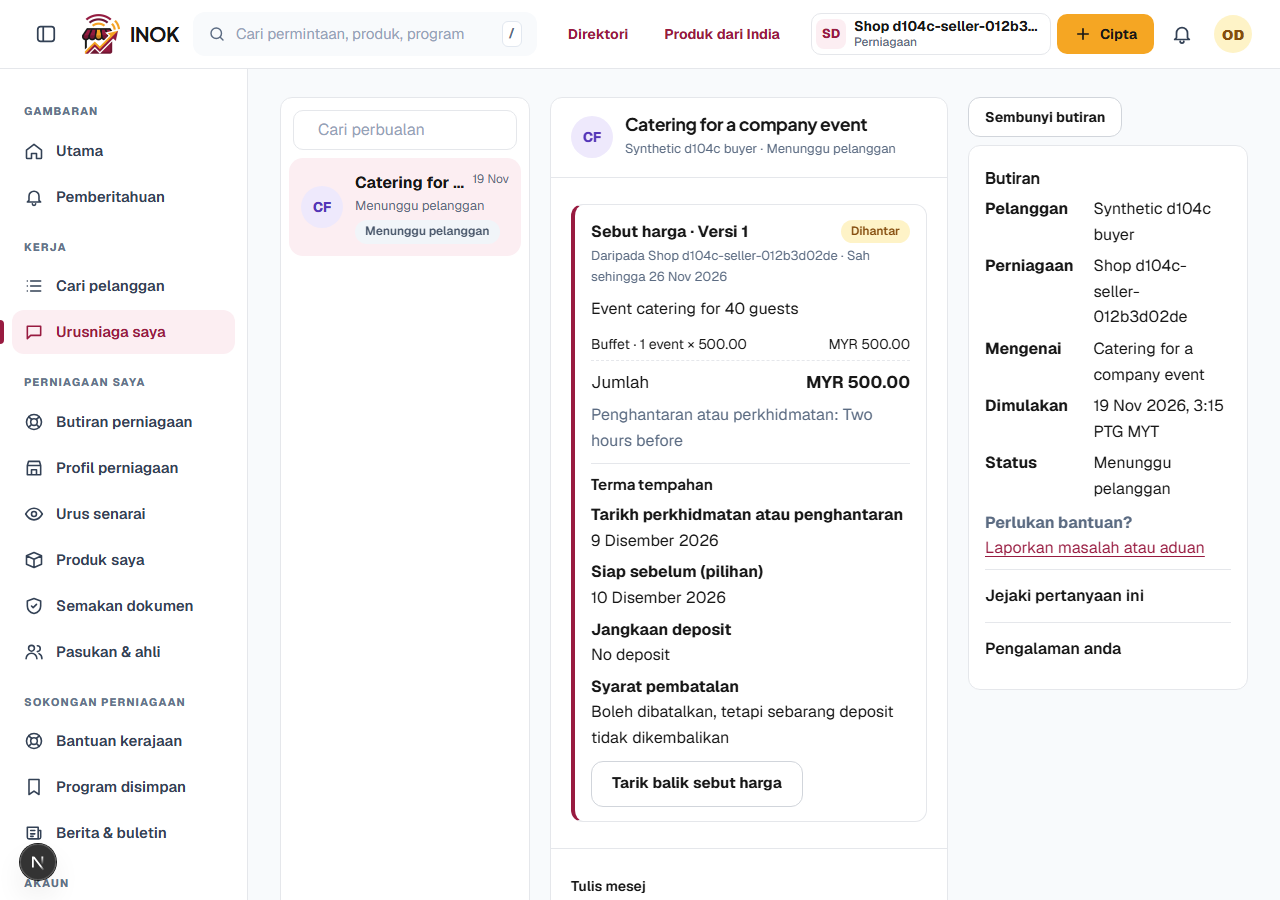 INOK
Cari permintaan, produk, program
/
Direktori
Produk dari India
SD
Shop d104c-seller-012b3...
Perniagaan
Cipta
OD
GAMBARAN
Utama
Pemberitahuan
KERJA
Cari pelanggan
Urusniaga saya
PERNIAGAAN SAYA
Butiran perniagaan
Profil perniagaan
Urus senarai
Produk saya
Semakan dokumen
Pasukan & ahli
SOKONGAN PERNIAGAAN
Bantuan kerajaan
Program disimpan
Berita & buletin
N
AKAUN
Cari perbualan
CF
Catering for ...
19 Nov
Menunggu pelanggan
Menunggu pelanggan
CF
Catering for a company event
Synthetic d104c buyer · Menunggu pelanggan
Sebut harga · Versi 1
Dihantar
Daripada Shop d104c-seller-012b3d02de · Sah
sehingga 26 Nov 2026
Event catering for 40 guests
Buffet · 1 event × 500.00
MYR 500.00
Jumlah
MYR 500.00
Penghantaran atau perkhidmatan: Two
hours before
Terma tempahan
Tarikh perkhidmatan atau penghantaran
9 Disember 2026
Siap sebelum (pilihan)
10 Disember 2026
Jangkaan deposit
No deposit
Syarat pembatalan
Boleh dibatalkan, tetapi sebarang deposit
tidak dikembalikan
Tarik balik sebut harga
Tulis mesej
Sembunyi butiran
Butiran
Pelanggan
Synthetic d104c
buyer
Perniagaan
Shop d104c-
seller-
012b3d02de
Mengenai
Catering for a
company event
Dimulakan
19 Nov 2026, 3:15
PTG MYT
Status
Menunggu
pelanggan
Perlukan bantuan?
Laporkan masalah atau aduan
Jejaki pertanyaan ini
Pengalaman anda